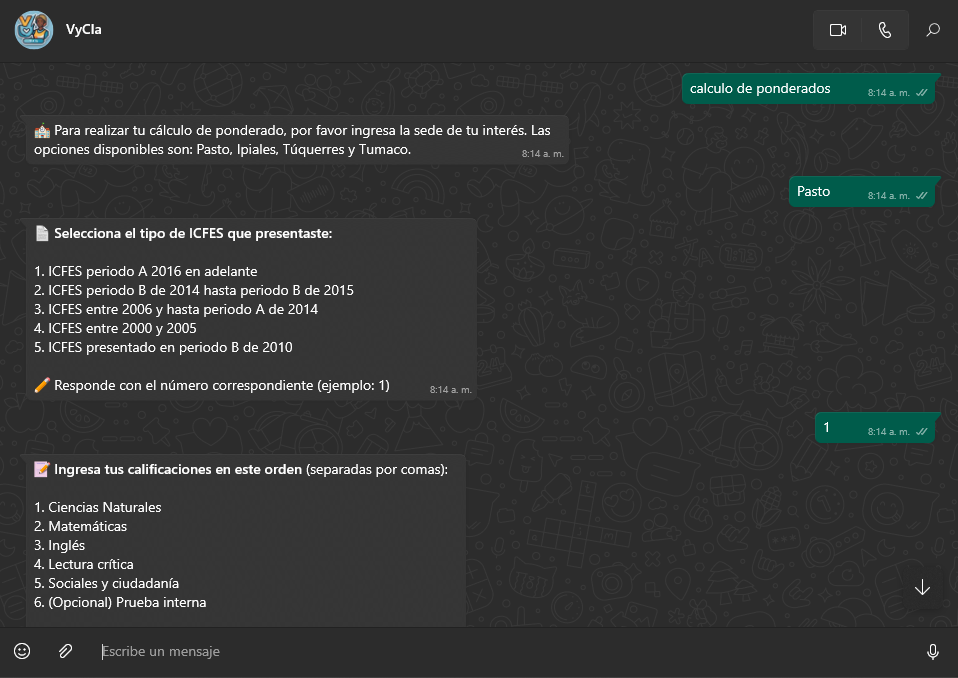 VyCla
calculo de ponderados
8:14 a. m.
Para realizar tu cálculo de ponderado, por favor ingresa la sede de tu interés. Las
opciones disponibles son: Pasto, Ipiales, Túquerres y Tumaco.
8:14 a. m.
Pasto
8:14 a. m.
Selecciona el tipo de ICFES que presentaste:
1. ICFES periodo A 2016 en adelante
2. ICFES periodo B de 2014 hasta periodo B de 2015
3. ICFES entre 2006 y hasta periodo A de 2014
4. ICFES entre 2000 y 2005
5. ICFES presentado en periodo B de 2010
Responde con el número correspondiente (ejemplo: 1)
8:14 a. m.
1
8:14 a. m.
Ingresa tus calificaciones en este orden (separadas por comas):
1. Ciencias Naturales
2. Matemáticas
3. Inglés
4. Lectura crítica
5. Sociales y ciudadanía
6. (Opcional) Prueba interna
Escribe un mensaje